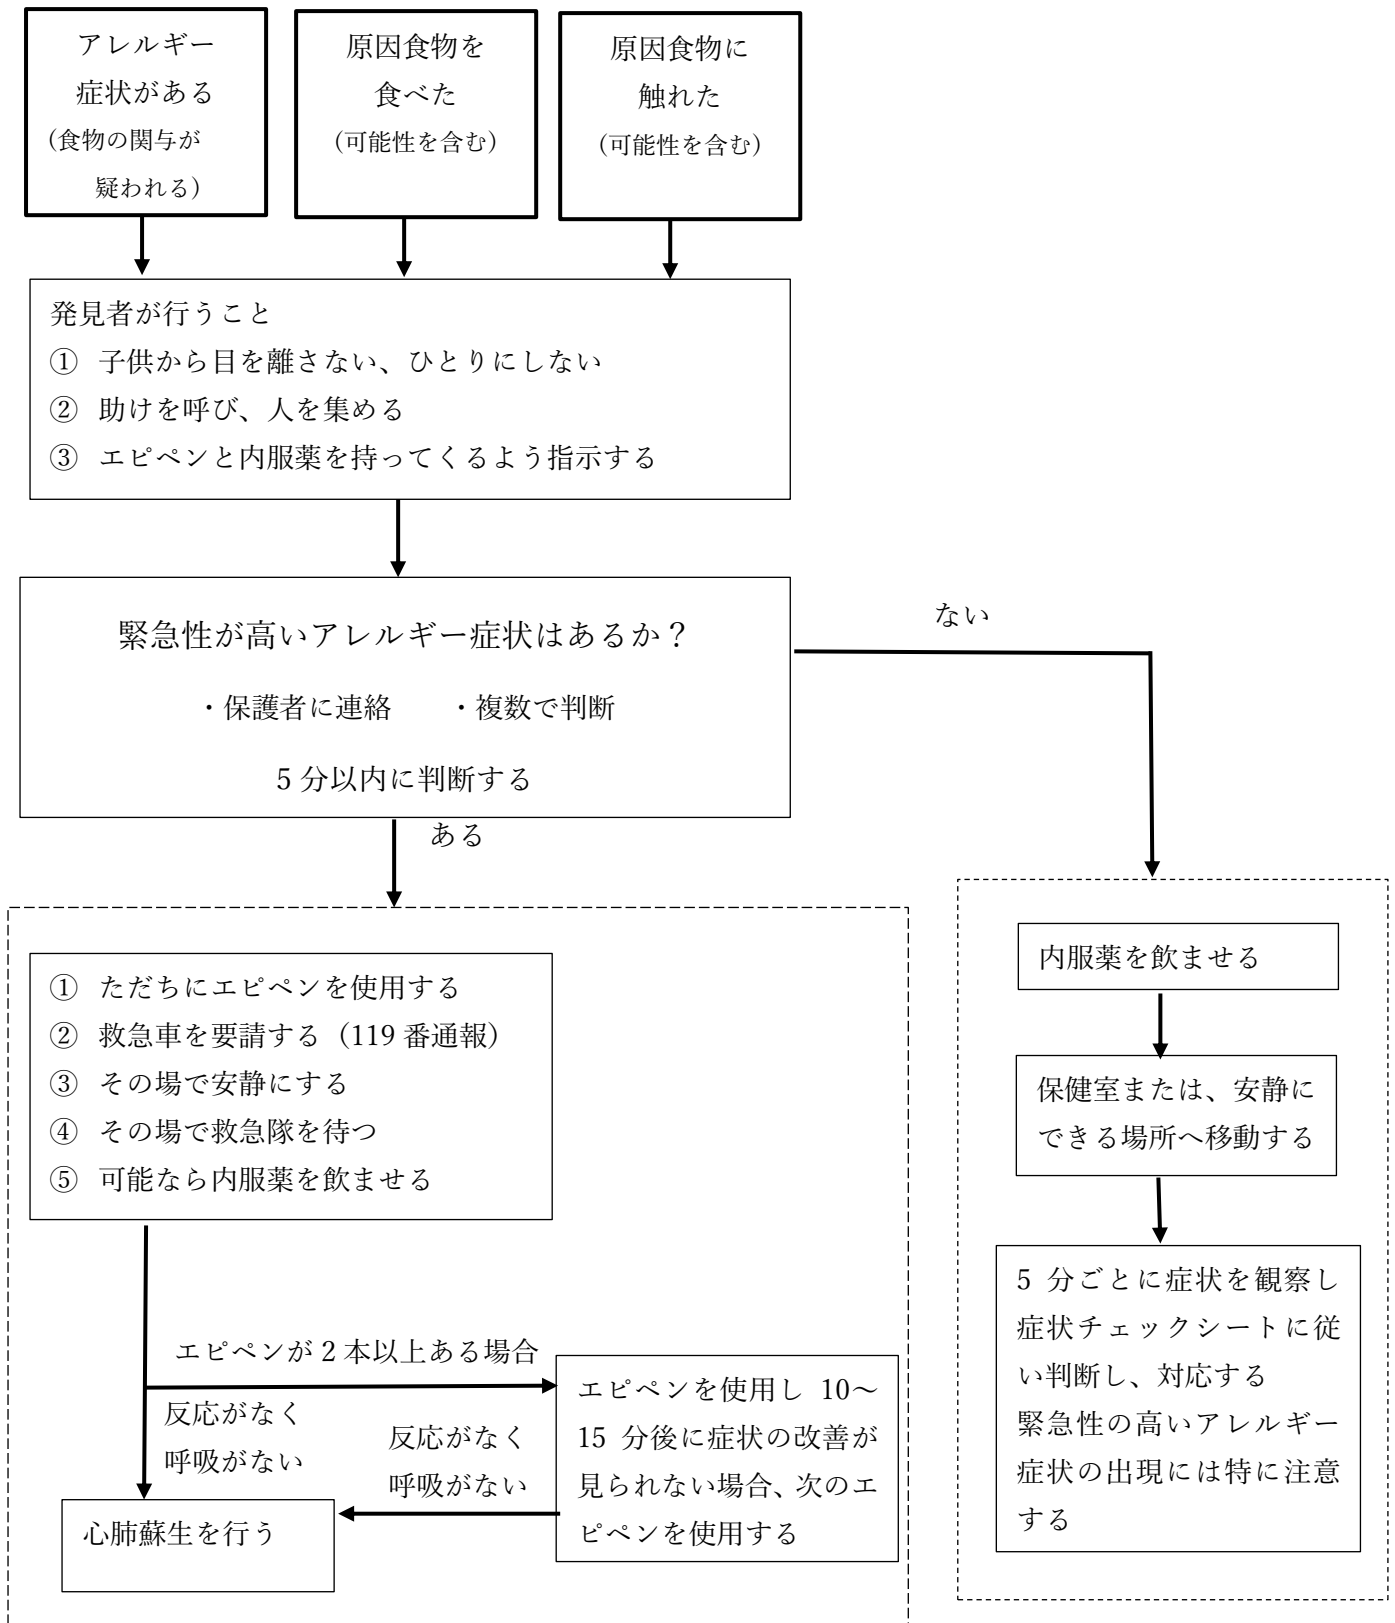 アレルギー
症状がある
（食物の関与が
疑われる）
原因食物を
食べた
（可能性を含む）
原因食物に
触れた
（可能性を含む）
発見者が行うこと
① 子供から目を離さない、ひとりにしない
② 助けを呼び、人を集める
③ エピペンと内服薬を持ってくるよう指示する
緊急性が高いアレルギー症状はあるか？
・保護者に連絡　・複数で判断
5 分以内に判断する
ない
ある
① ただちにエピペンを使用する
② 救急車を要請する（119 番通報）
③ その場で安静にする
④ その場で救急隊を待つ
⑤ 可能なら内服薬を飲ませる
エピペンが 2 本以上ある場合
反応がなく
呼吸がない
エピペンを使用し 10～
15 分後に症状の改善が
見られない場合、次のエ
ピペンを使用する
反応がなく
呼吸がない
心肺蘇生を行う
内服薬を飲ませる
保健室または、安静に
できる場所へ移動する
5 分ごとに症状を観察し
症状チェックシートに従
い判断し、対応する
緊急性の高いアレルギー
症状の出現には特に注意
する